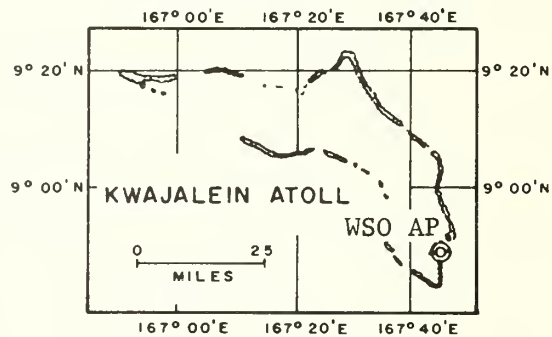 167° 00'E 167° 20'E 167° 40'E
9° 20'N 9° 20'N
9° 00'N 9° 00'N
KWAJALEIN ATOLL
WSO AP
0 25
MILES
167° 00'E 167° 20'E 167° 40'E